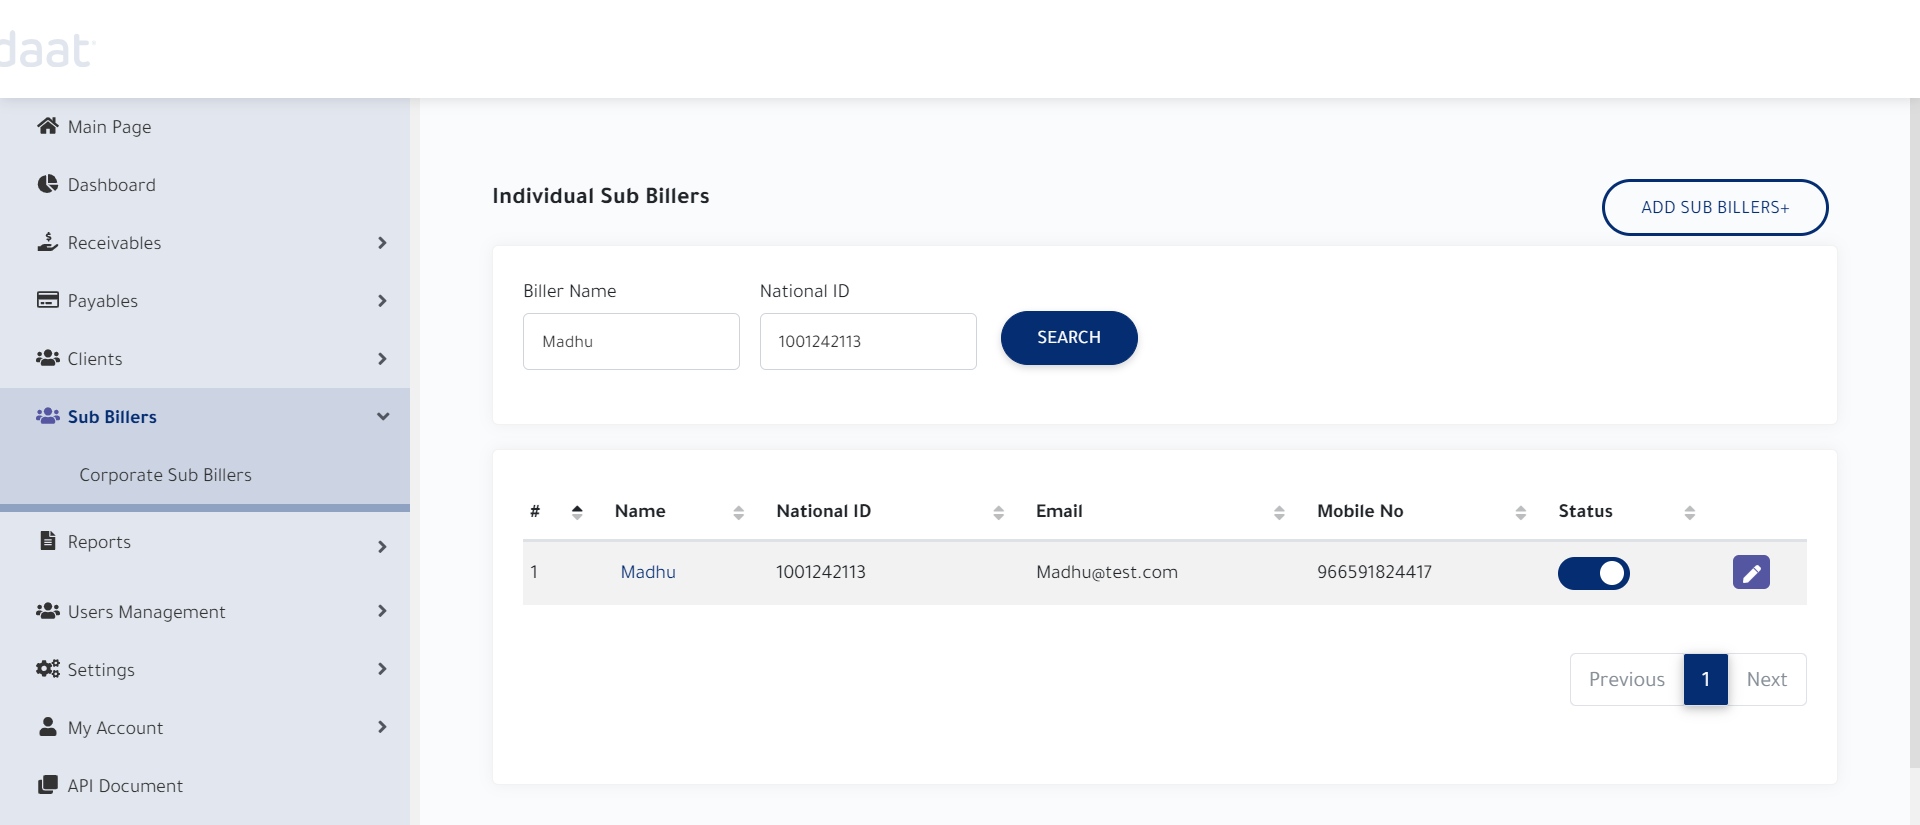 daat
Main Page
Dashboard
Receivables
Payables
Clients
Sub Billers
Corporate Sub Billers
Reports
Users Management
Settings
My Account
API Document
Individual Sub Billers
ADD SUB BILLERS+
Biller Name National ID
Madhu 1001242113 SEARCH
# Name National ID Email Mobile No Status
1 Madhu 1001242113 Madhu@test.com 966591824417
Previous 1 Next